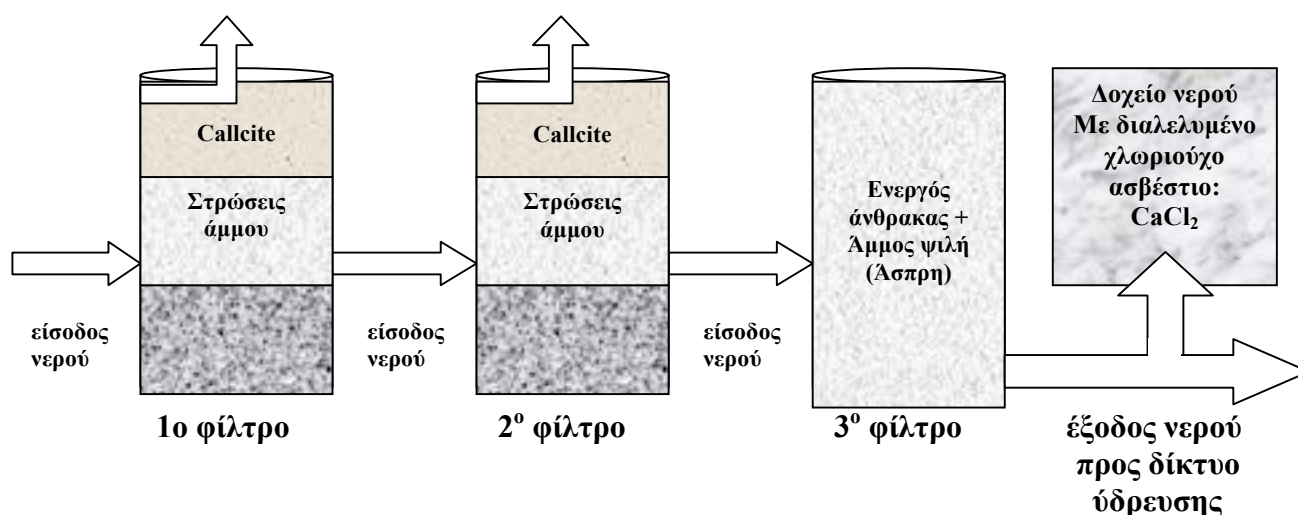 Callcite
Στρώσεις
άμμου
είσοδος
νερού
1ο φίλτρο
Callcite
Στρώσεις
άμμου
είσοδος
νερού
2ο φίλτρο
Ενεργός
άνθρακας +
Άμμος ψιλή
(Άσπρη)
είσοδος
νερού
3ο φίλτρο
Δοχείο νερού
Με διαλελυμένο
χλωριούχο
ασβέστιο:
CaCl2
έξοδος νερού
προς δίκτυο
ύδρευσης